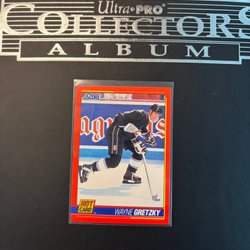 Ultra•PRO
COLLECTORS
ALBUM
SCORE
HOT
CARD
WAYNE GRETZKY